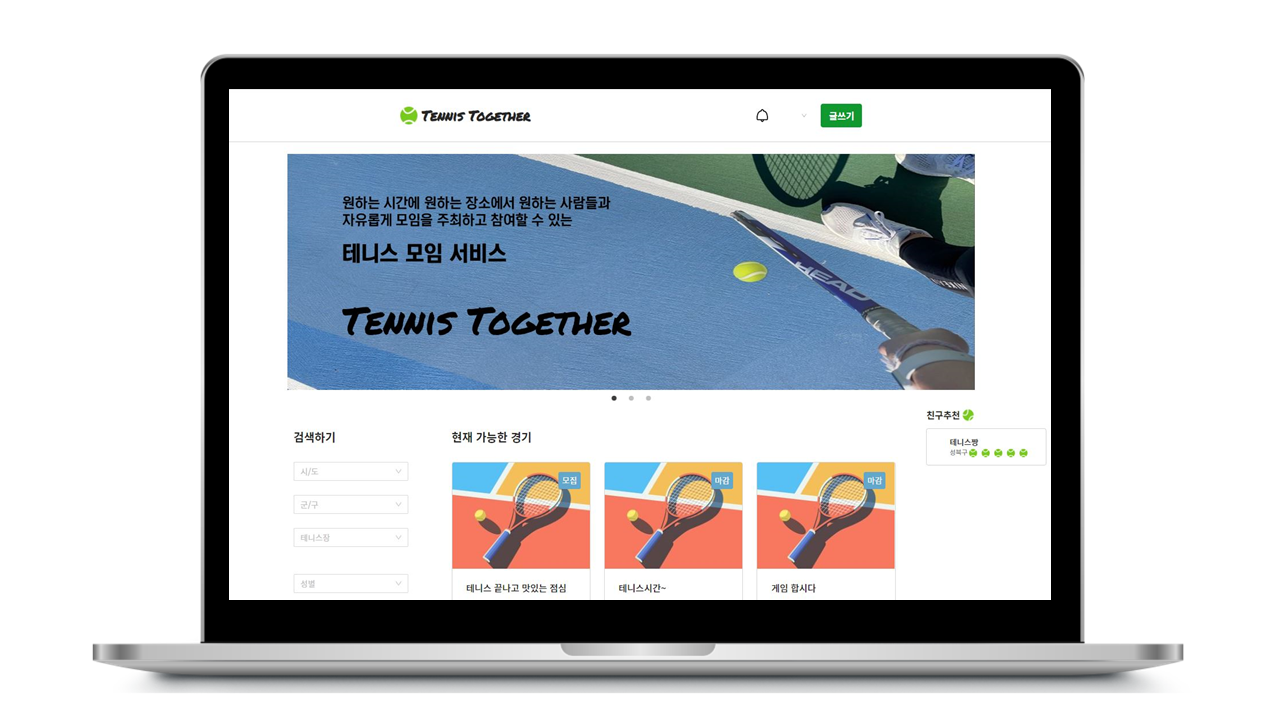 TENNIS TOGETHER
글쓰기
원하는 시간에 원하는 장소에서 원하는 사람들과
자유롭게 모임을 주최하고 참여할 수 있는
테니스 모임 서비스
HEAD
TENNIS TOGETHER
친구추천
테니스짱
성북구
검색하기
시/도
군/구
테니스장
성별
현재 가능한 경기
모집
마감
마감
테니스 끝나고 맛있는 점심
테니스시간~
게임 합시다